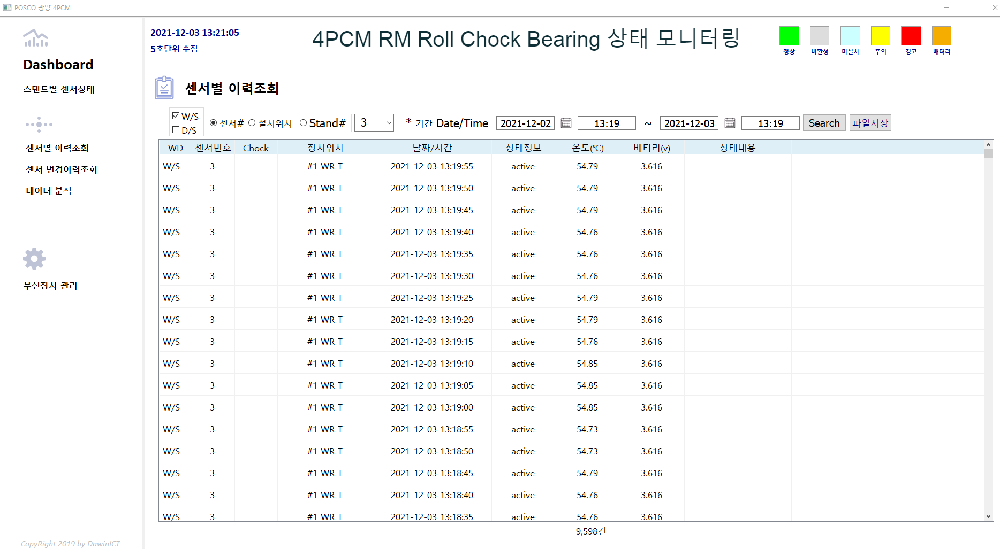 POSCO 광양 4PCM
Dashboard
스탠드별 센서상태
센서별 이력조회
센서 변경이력조회
데이터 분석
무선장치 관리
CopyRight 2019 by DawinICT
2021-12-03 13:21:05
5초단위 수집
4PCM RM Roll Chock Bearing 상태 모니터링
정상 비활성 미설치 주의 경고 배터리
센서별 이력조회
W/S
D/S
센서# 설치위치 Stand# 3 * 기간 Date/Time 2021-12-02 13:19 ~ 2021-12-03 13:19 Search 파일저장
WD 센서번호 Chock 장치위치 날짜/시간 상태정보 온도(℃) 배터리(v) 상태내용
W/S 3 #1 WR T 2021-12-03 13:19:55 active 54.79 3.616
W/S 3 #1 WR T 2021-12-03 13:19:50 active 54.79 3.616
W/S 3 #1 WR T 2021-12-03 13:19:45 active 54.79 3.616
W/S 3 #1 WR T 2021-12-03 13:19:40 active 54.76 3.616
W/S 3 #1 WR T 2021-12-03 13:19:35 active 54.76 3.616
W/S 3 #1 WR T 2021-12-03 13:19:30 active 54.76 3.616
W/S 3 #1 WR T 2021-12-03 13:19:25 active 54.79 3.616
W/S 3 #1 WR T 2021-12-03 13:19:20 active 54.79 3.616
W/S 3 #1 WR T 2021-12-03 13:19:15 active 54.76 3.616
W/S 3 #1 WR T 2021-12-03 13:19:10 active 54.85 3.616
W/S 3 #1 WR T 2021-12-03 13:19:05 active 54.85 3.616
W/S 3 #1 WR T 2021-12-03 13:19:00 active 54.85 3.616
W/S 3 #1 WR T 2021-12-03 13:18:55 active 54.73 3.616
W/S 3 #1 WR T 2021-12-03 13:18:50 active 54.73 3.616
W/S 3 #1 WR T 2021-12-03 13:18:45 active 54.79 3.616
W/S 3 #1 WR T 2021-12-03 13:18:40 active 54.76 3.616
W/S 3 #1 WR T 2021-12-03 13:18:35 active 54.76 3.616
9,598건